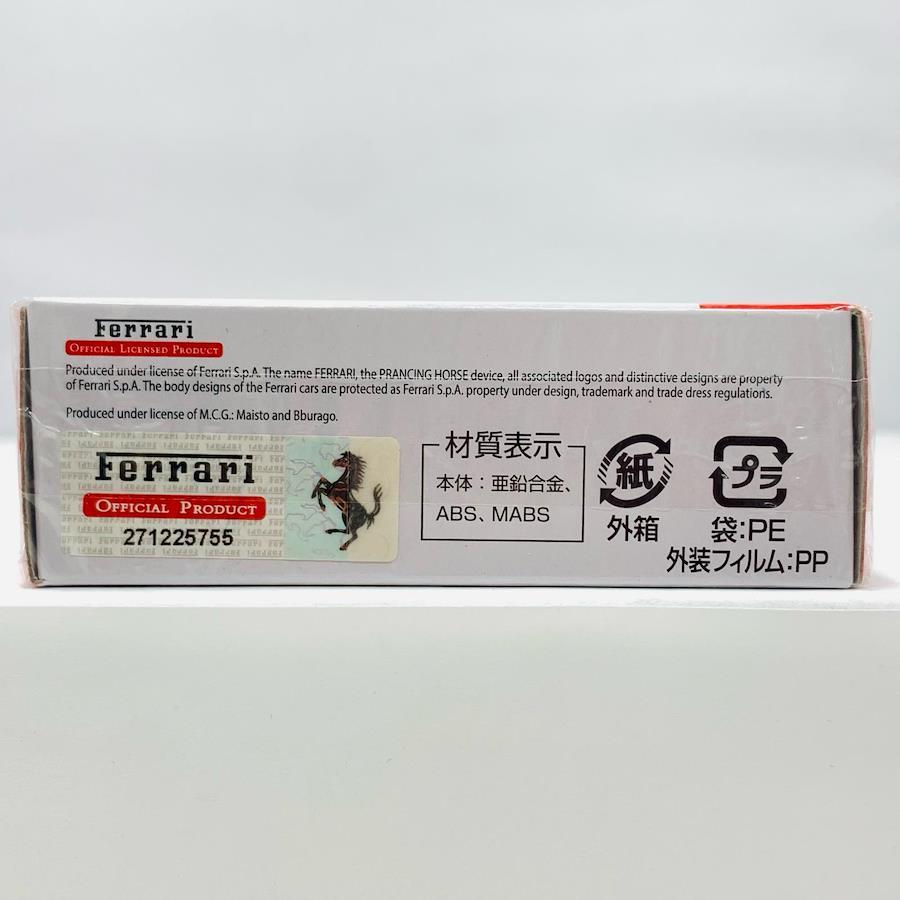 Ferrari
OFFICIAL LICENSED PRODUCT
Produced under license of Ferrari S.p.A. The name FERRARI, the PRANCING HORSE device, all associated logos and distinctive designs are property
of Ferrari S.p.A. The body designs of the Ferrari cars are protected as Ferrari S.p.A. property under design, trademark and trade dress regulations.
Produced under license of M.C.G.: Maisto and Bburago.
Ferrari
OFFICIAL PRODUCT
271225755
材質表示
本体：亜鉛合金、
ABS、MABS
紙
外箱
プラ
袋:PE
外装フィルム:PP